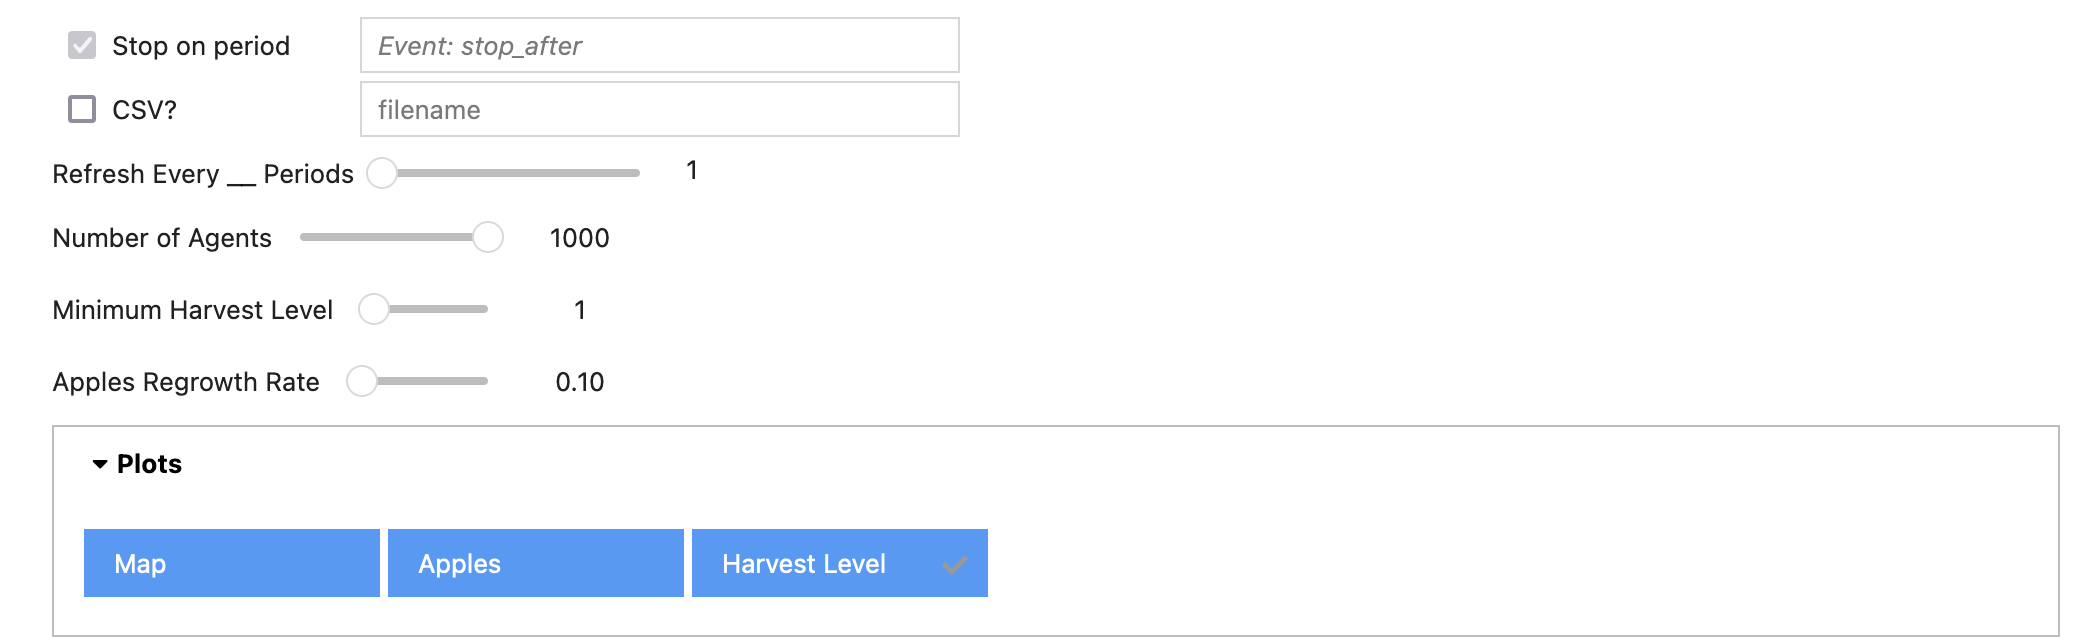 Stop on period Event: stop_after
CSV? filename
Refresh Every __ Periods 1
Number of Agents 1000
Minimum Harvest Level 1
Apples Regrowth Rate 0.10
Plots
Map Apples Harvest Level